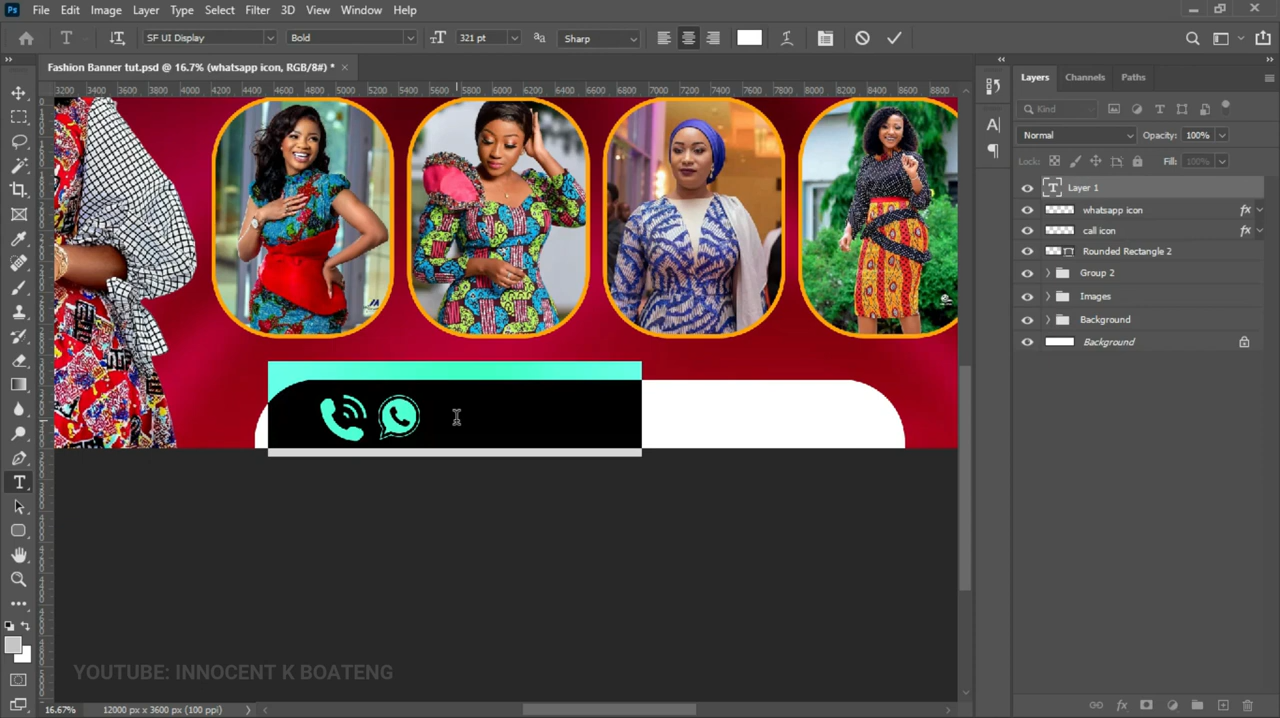 Ps File Edit Image Layer Type Select Filter 3D View Window Help
T SF UI Display Bold 321 pt Sharp
Fashion Banner tut.psd @ 16.7% (whatsapp icon, RGB/8#) *
3200 3400 3600 3800 4000 4200 4400 4600 4800 5000 5200 5400 5600 5800 6000 6200 6400 6600 6800 7000 7200 7400 7600 7800 8000 8200 8400 8600 8800
Layers Channels Paths
Kind
Normal Opacity: 100%
Lock: Fill: 100%
Layer 1
whatsapp icon fx
call icon fx
Rounded Rectangle 2
Group 2
Images
Background
Background
YOUTUBE: INNOCENT K BOATENG
16.67% 12000 px x 3600 px (100 ppi)